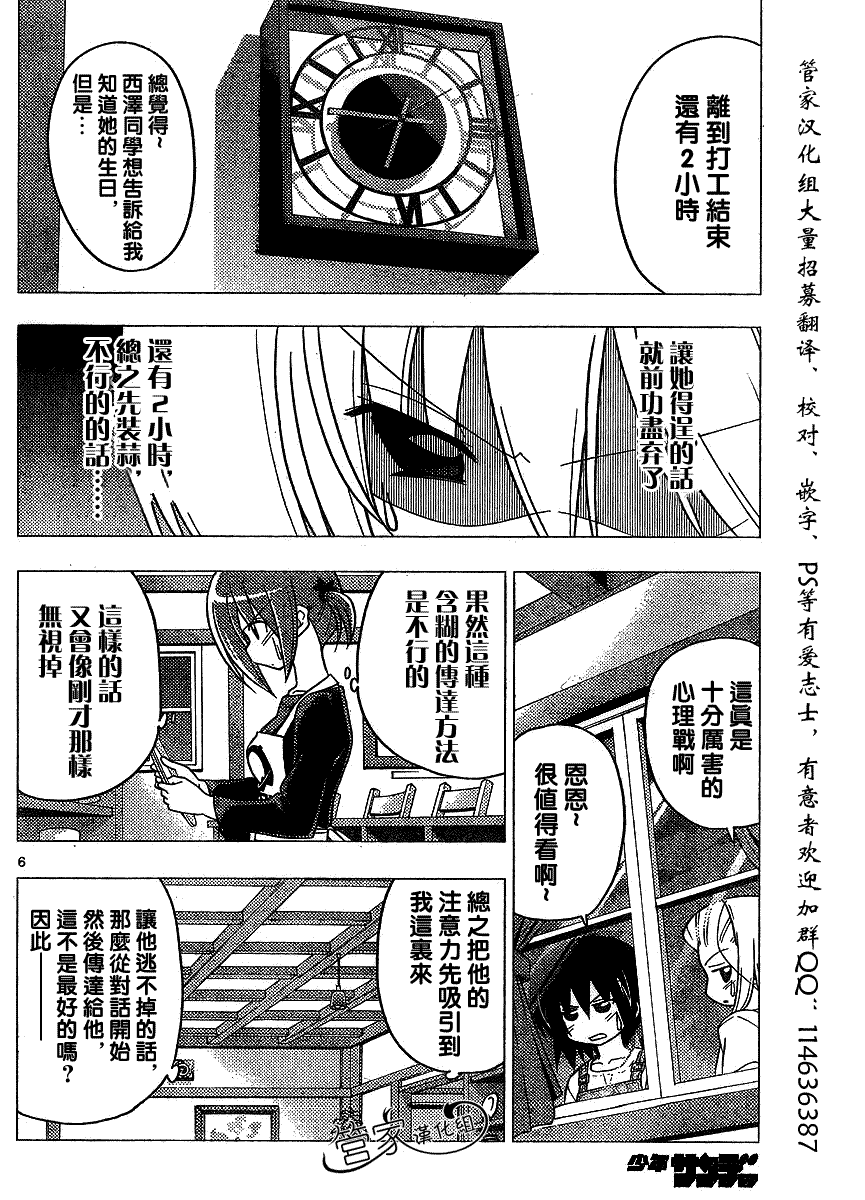 離到打工結束
還有2小時
總覺得~
西澤同學想告訴給我
知道她的生日，
但是…
讓她得逞的話
就前功盡弃了
還有2小時，
總之先裝蒜，
不行的的話……
這真是
十分厲害的
心理戰啊
恩恩~
很值得看啊~
果然這種
含糊的傳達方法
是不行的
這樣的話
又會像剛才那樣
無視掉
總之把他的
注意力先吸引到
我這裏來
讓他逃不掉的話，
那麼從對話開始
然後傳達給他，
這不是最好的嗎？
因此——
6
管家汉化组
少年サンデー
管家汉化组大量招募翻译、校对、嵌字、PS等有爱志士，有意者欢迎加群QQ：114636387